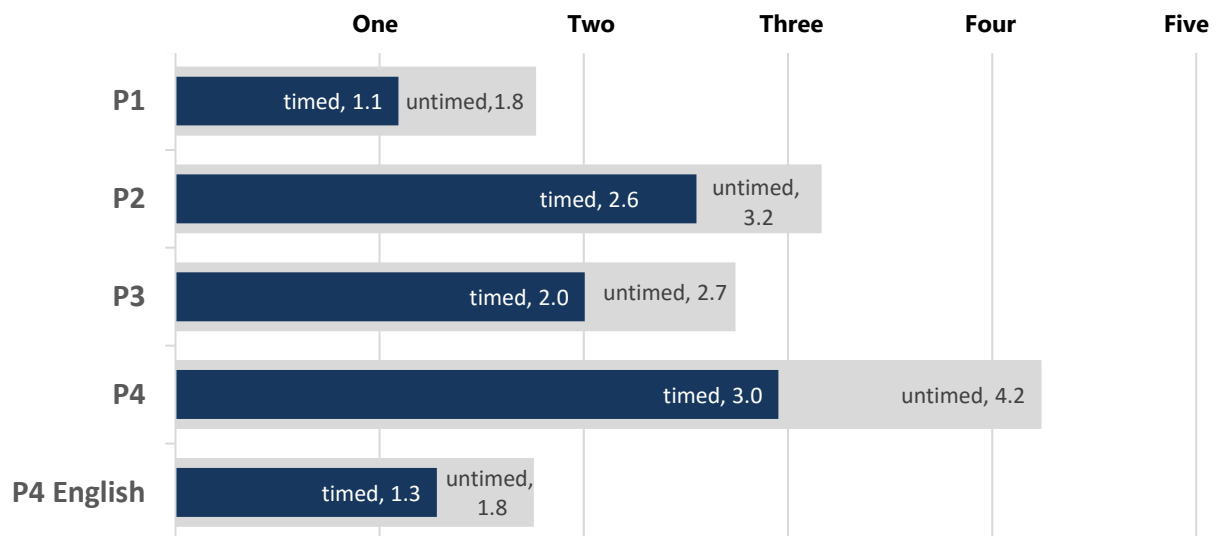 One Two Three Four Five
P1
timed, 1.1 untimed,1.8
P2
timed, 2.6 untimed,
3.2
P3
timed, 2.0 untimed, 2.7
P4
timed, 3.0 untimed, 4.2
P4 English
timed, 1.3 untimed,
1.8